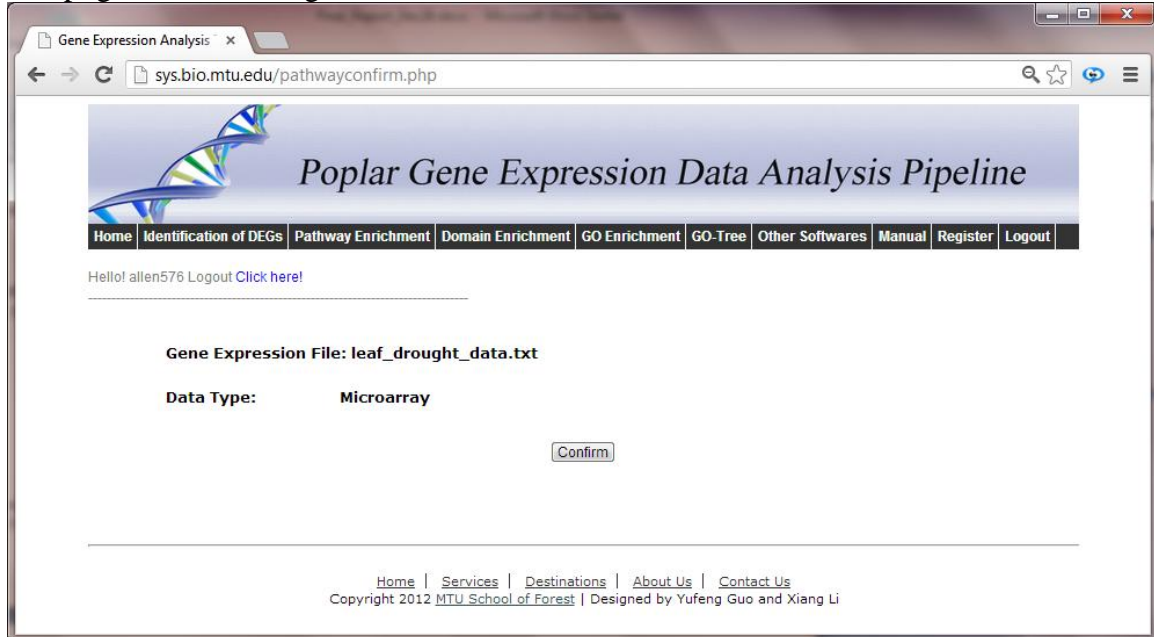 Gene Expression Analysis
sys.bio.mtu.edu/pathwayconfirm.php
Poplar Gene Expression Data Analysis Pipeline
Home Identification of DEGs Pathway Enrichment Domain Enrichment GO Enrichment GO-Tree Other Softwares Manual Register Logout
Hello! allen576 Logout Click here!
Gene Expression File: leaf_drought_data.txt
Data Type: Microarray
Confirm
Home | Services | Destinations | About Us | Contact Us
Copyright 2012 MTU School of Forest | Designed by Yufeng Guo and Xiang Li